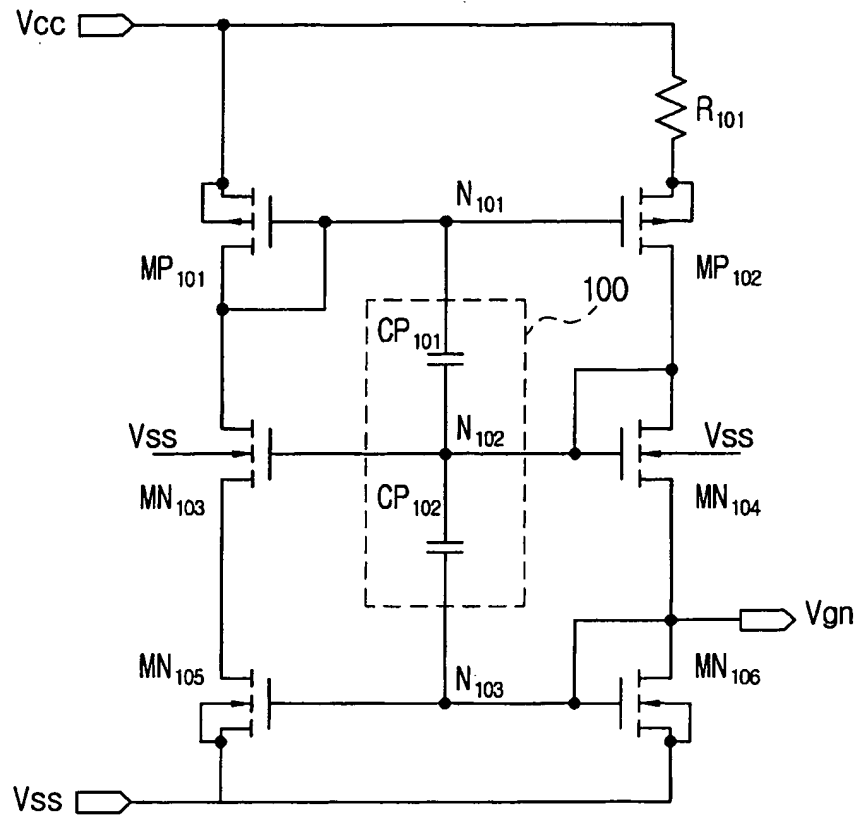 Vcc
R101
N101
MP101
MP102
100
CP101
Vss
N102
Vss
MN103
CP102
MN104
Vgn
MN105
N103
MN106
Vss